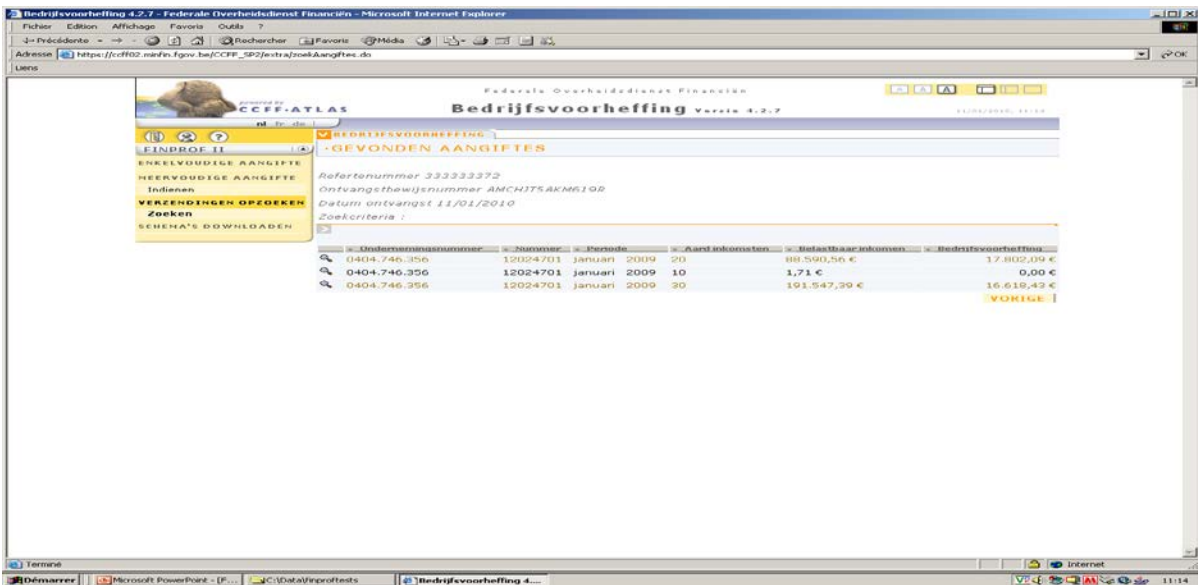 Bedrijfsvoorheffing 4.2.7 - Federale Overheidsdienst Financiën - Microsoft Internet Explorer
Fichier Edition Affichage Favoris Outils ?
Précédente Rechercher Favoris Média
Adresse https://ccff02.minfin.fgov.be/CCFF_SP2/extra/zoekAangiftes.do OK
Liens
powered by
CCFF-ATLAS
Federale Overheidsdienst Financiën
Bedrijfsvoorheffing Versie 4.2.7
A A A
nl fr de
BEDRIJFSVOORHEFFING
FINPROF II
GEVONDEN AANGIFTES
ENKELVOUDIGE AANGIFTE
MEERVOUDIGE AANGIFTE
Indienen
VERZENDINGEN OPZOEKEN
Zoeken
SCHEMA'S DOWNLOADEN
Refertenummer 333333372
Ontvangstbewijsnummer
Datum ontvangst 11/01/2010
Zoekcriteria :
Ondernemingsnummer Nummer Periode Aard inkomsten Belastbaar inkomen Bedrijfsvoorheffing
0404.746.356 12024701 januari 2009 20 88.590,56 € 17.802,09 €
0404.746.356 12024701 januari 2009 10 1,71 € 0,00 €
0404.746.356 12024701 januari 2009 30 191.547,39 € 16.618,43 €
VORIGE
Terminé Internet
Démarrer Microsoft PowerPoint - [F... C:\Data\finproftests Bedrijfsvoorheffing 4.... 11:14